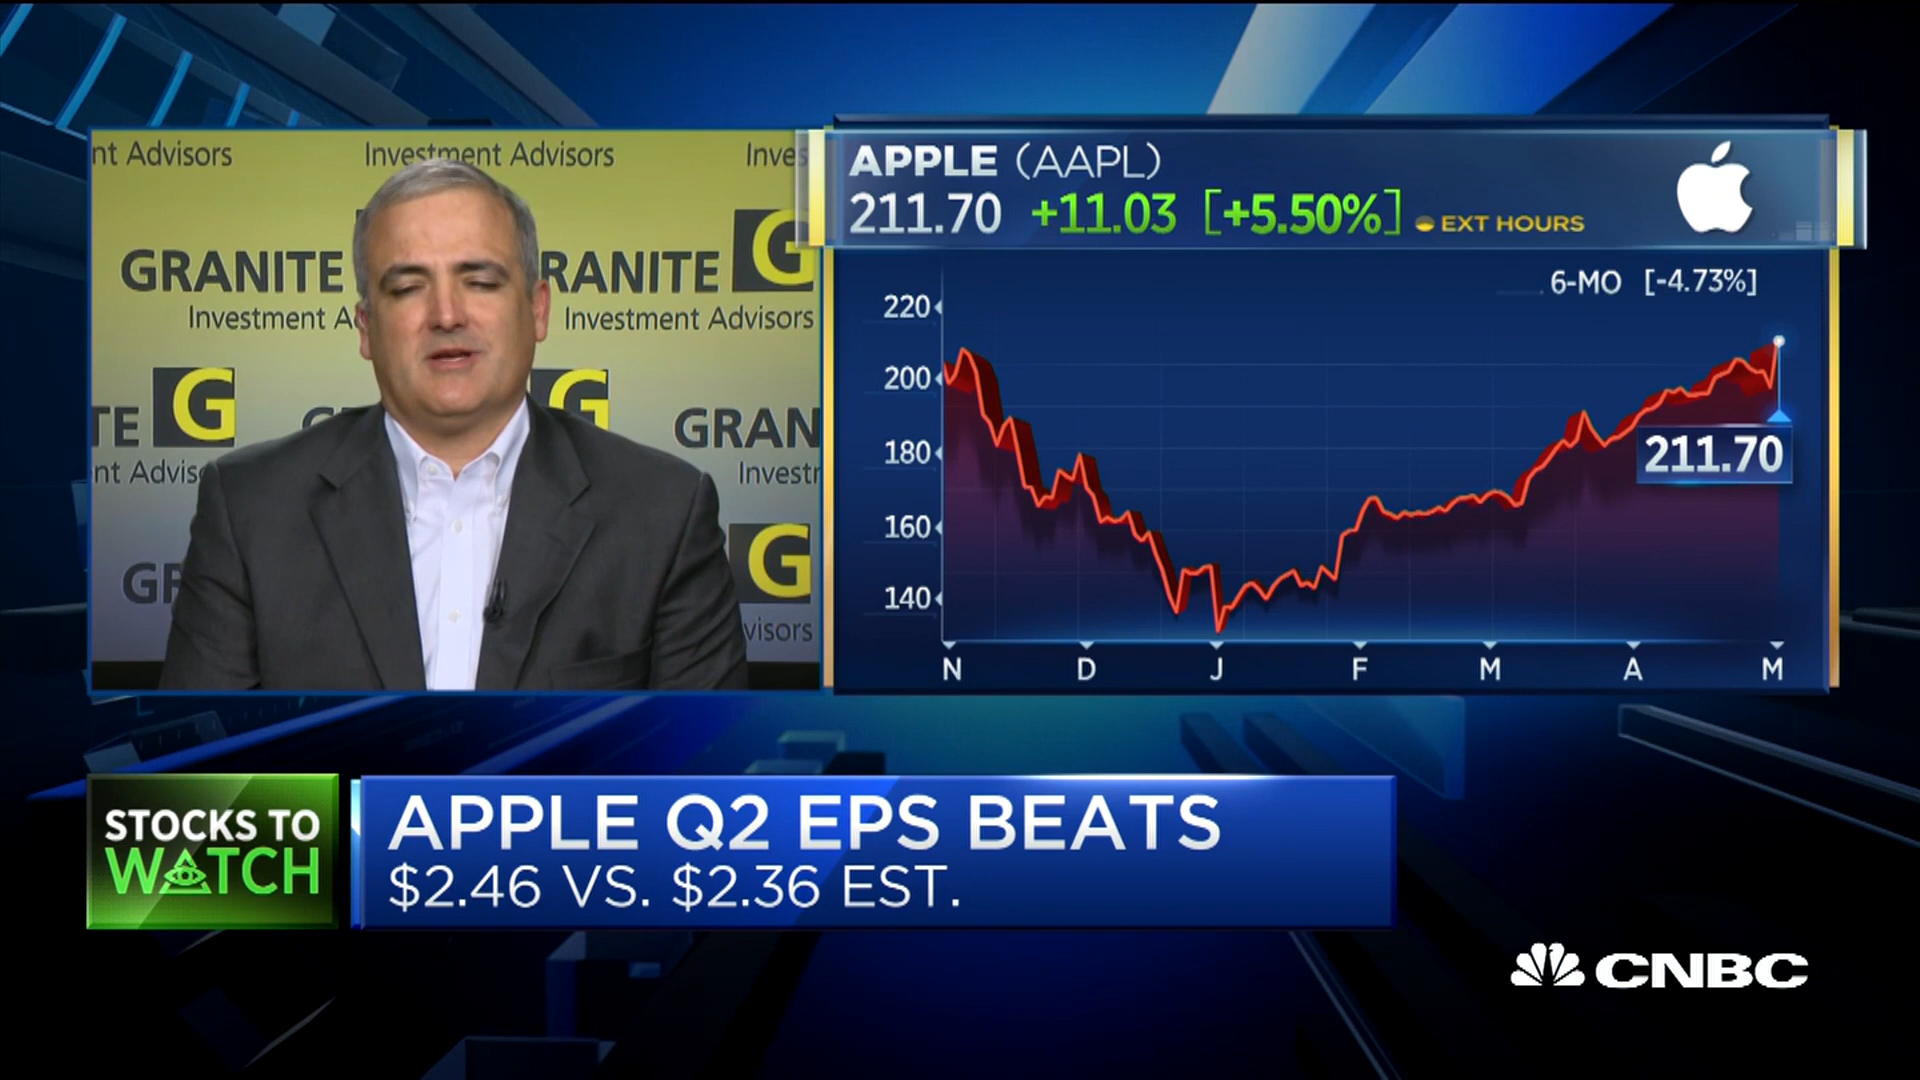 nt Advisors
Investment Advisors
Inves
GRANITE
RANITE
G
Investment A
Investment Advisors
TE
G
G
G
GRAN
nt Advis
Invest
GR
G
visors
APPLE (AAPL)
211.70 +11.03 [+5.50%] EXT HOURS
6-MO [-4.73%]
220
200
180
160
140
211.70
N D J F M A M
STOCKS TO
WATCH
APPLE Q2 EPS BEATS
$2.46 VS. $2.36 EST.
CNBC